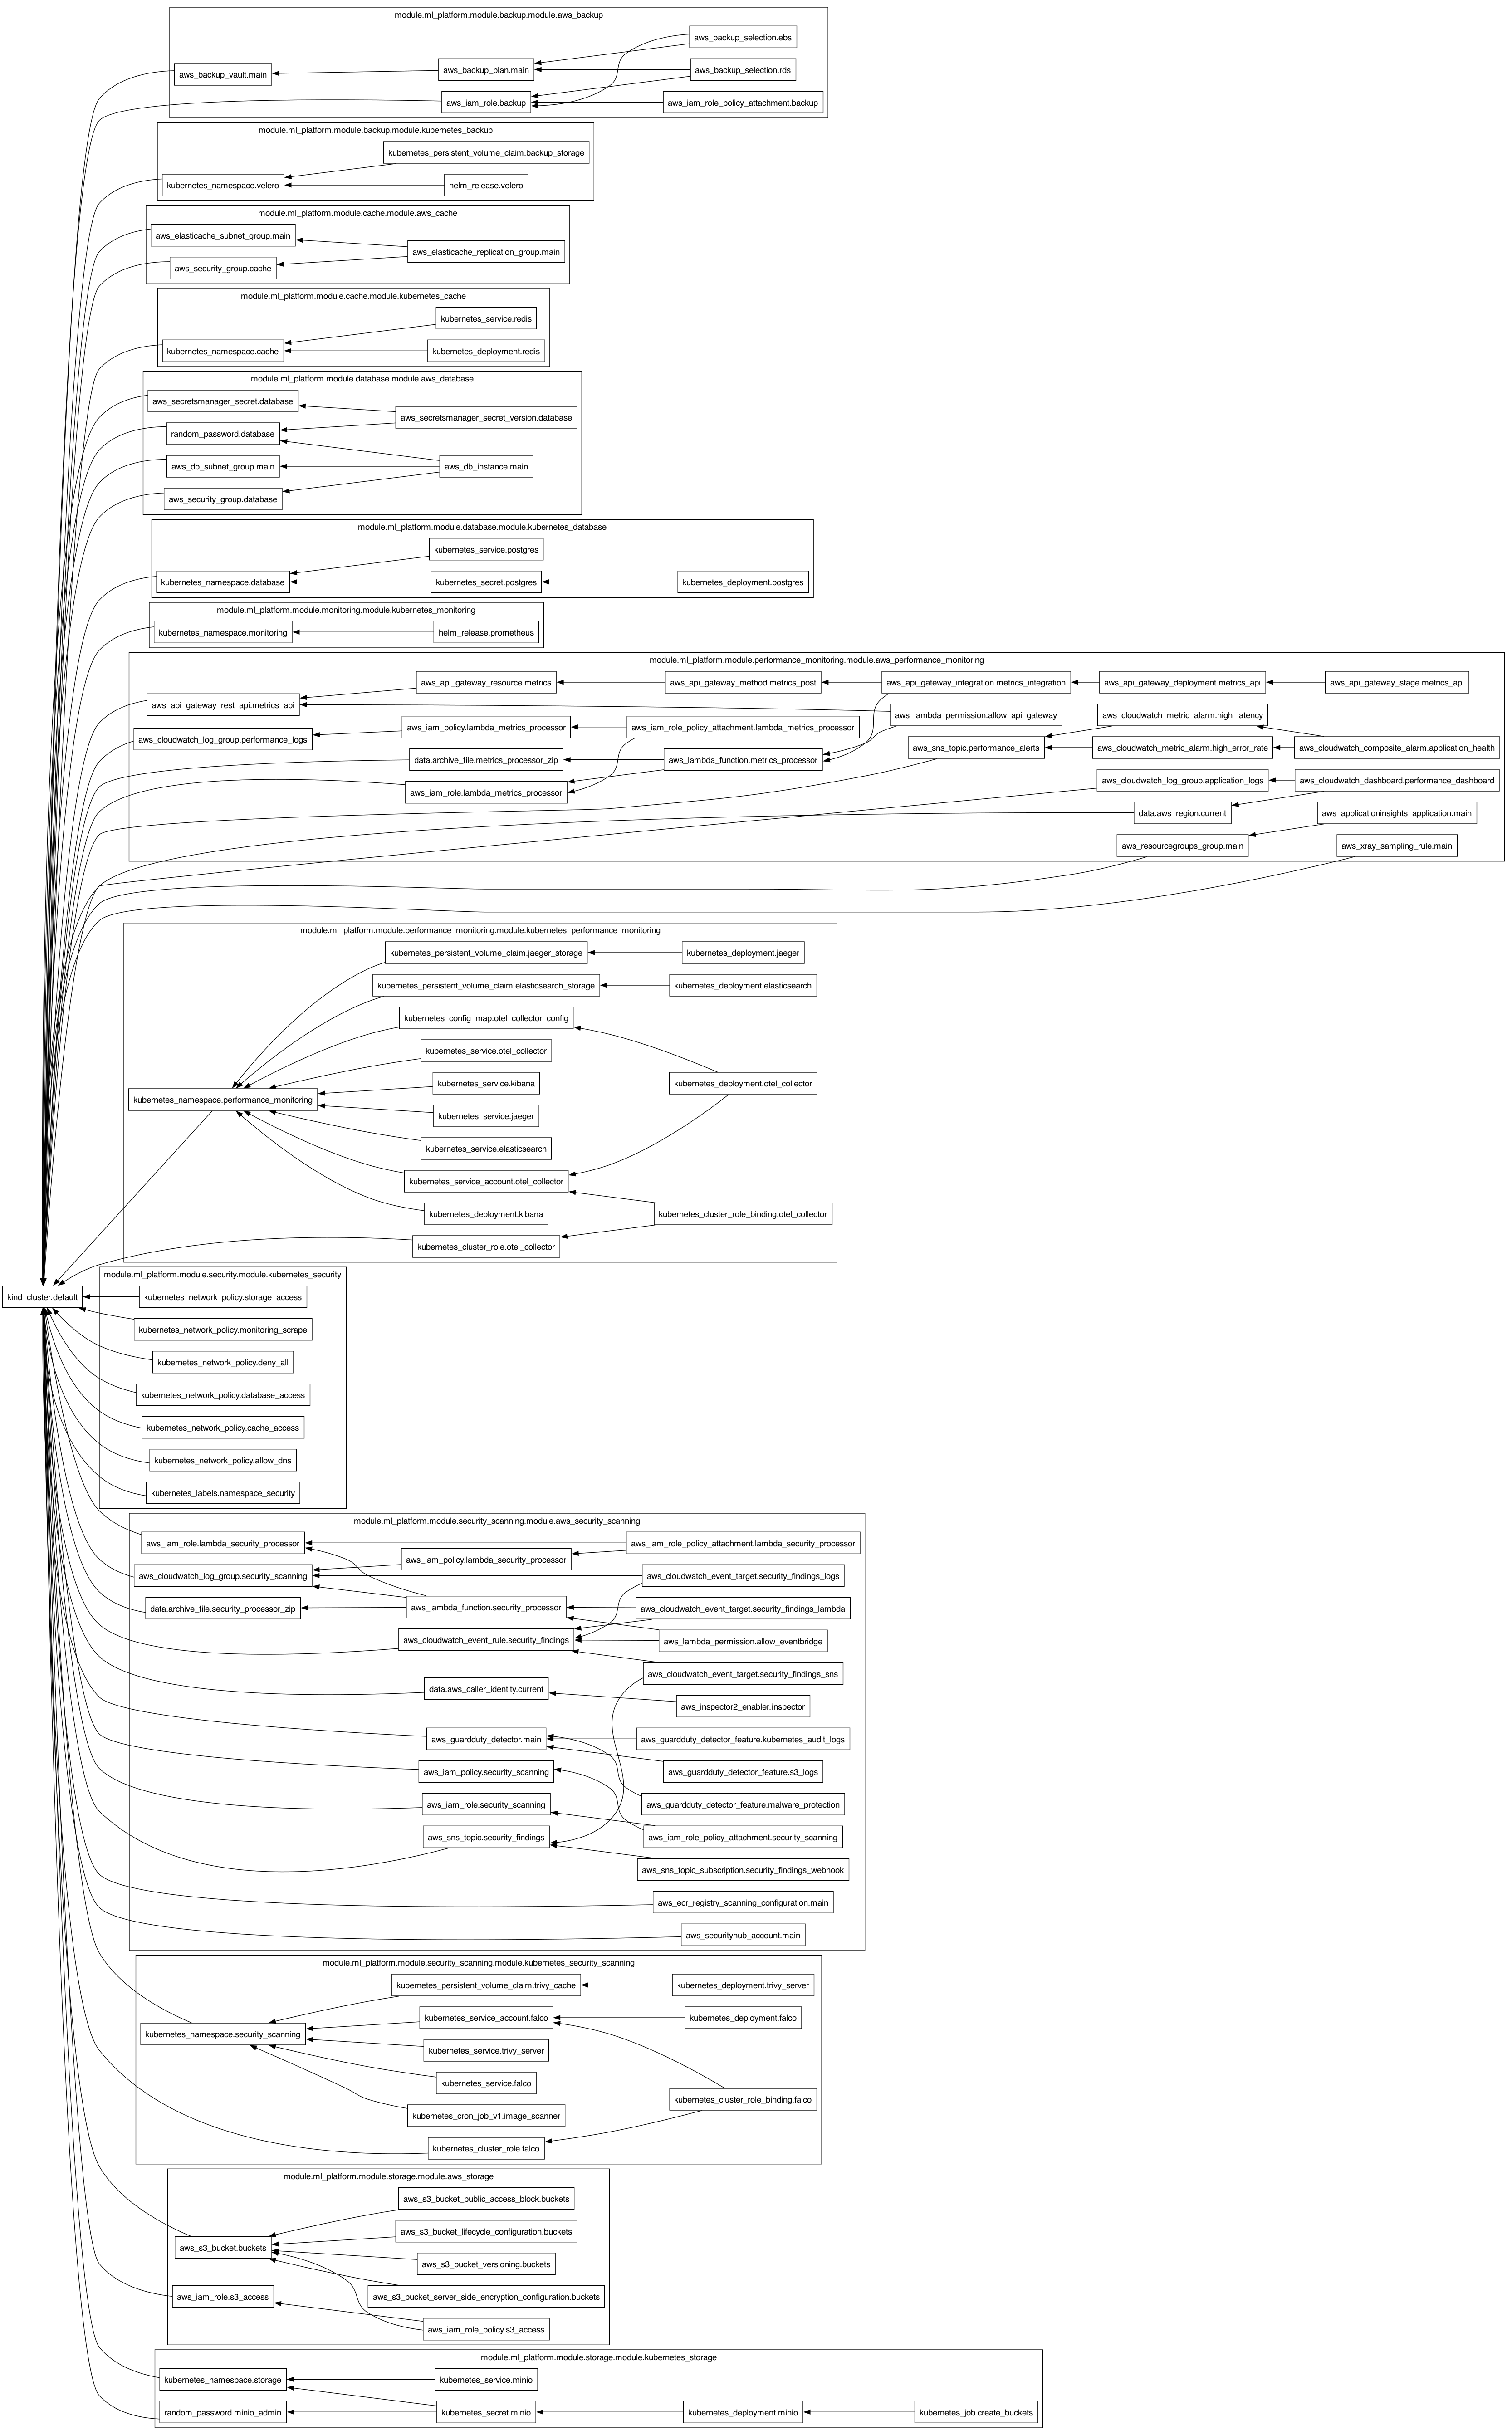 module.ml_platform.module.backup.module.aws_backup
aws_backup_selection.ebs
aws_backup_vault.main
aws_backup_plan.main
aws_backup_selection.rds
aws_iam_role.backup
aws_iam_role_policy_attachment.backup
module.ml_platform.module.backup.module.kubernetes_backup
kubernetes_persistent_volume_claim.backup_storage
kubernetes_namespace.velero
helm_release.velero
module.ml_platform.module.cache.module.aws_cache
aws_elasticache_subnet_group.main
aws_elasticache_replication_group.main
aws_security_group.cache
module.ml_platform.module.cache.module.kubernetes_cache
kubernetes_service.redis
kubernetes_namespace.cache
kubernetes_deployment.redis
module.ml_platform.module.database.module.aws_database
aws_secretsmanager_secret.database
aws_secretsmanager_secret_version.database
random_password.database
aws_db_subnet_group.main
aws_db_instance.main
aws_security_group.database
module.ml_platform.module.database.module.kubernetes_database
kubernetes_service.postgres
kubernetes_namespace.database
kubernetes_secret.postgres
kubernetes_deployment.postgres
module.ml_platform.module.monitoring.module.kubernetes_monitoring
kubernetes_namespace.monitoring
helm_release.prometheus
module.ml_platform.module.performance_monitoring.module.aws_performance_monitoring
aws_api_gateway_resource.metrics
aws_api_gateway_method.metrics_post
aws_api_gateway_integration.metrics_integration
aws_api_gateway_deployment.metrics_api
aws_api_gateway_stage.metrics_api
aws_api_gateway_rest_api.metrics_api
aws_lambda_permission.allow_api_gateway
aws_cloudwatch_metric_alarm.high_latency
aws_iam_policy.lambda_metrics_processor
aws_iam_role_policy_attachment.lambda_metrics_processor
aws_cloudwatch_log_group.performance_logs
aws_sns_topic.performance_alerts
aws_cloudwatch_metric_alarm.high_error_rate
aws_cloudwatch_composite_alarm.application_health
data.archive_file.metrics_processor_zip
aws_lambda_function.metrics_processor
aws_cloudwatch_log_group.application_logs
aws_cloudwatch_dashboard.performance_dashboard
aws_iam_role.lambda_metrics_processor
data.aws_region.current
aws_applicationinsights_application.main
aws_resourcegroups_group.main
aws_xray_sampling_rule.main
module.ml_platform.module.performance_monitoring.module.kubernetes_performance_monitoring
kubernetes_persistent_volume_claim.jaeger_storage
kubernetes_deployment.jaeger
kubernetes_persistent_volume_claim.elasticsearch_storage
kubernetes_deployment.elasticsearch
kubernetes_config_map.otel_collector_config
kubernetes_service.otel_collector
kubernetes_service.kibana
kubernetes_deployment.otel_collector
kubernetes_namespace.performance_monitoring
kubernetes_service.jaeger
kubernetes_service.elasticsearch
kubernetes_service_account.otel_collector
kubernetes_deployment.kibana
kubernetes_cluster_role_binding.otel_collector
kubernetes_cluster_role.otel_collector
module.ml_platform.module.security.module.kubernetes_security
kind_cluster.default
kubernetes_network_policy.storage_access
kubernetes_network_policy.monitoring_scrape
kubernetes_network_policy.deny_all
kubernetes_network_policy.database_access
kubernetes_network_policy.cache_access
kubernetes_network_policy.allow_dns
kubernetes_labels.namespace_security
module.ml_platform.module.security_scanning.module.aws_security_scanning
aws_iam_role.lambda_security_processor
aws_iam_role_policy_attachment.lambda_security_processor
aws_iam_policy.lambda_security_processor
aws_cloudwatch_log_group.security_scanning
aws_cloudwatch_event_target.security_findings_logs
data.archive_file.security_processor_zip
aws_lambda_function.security_processor
aws_cloudwatch_event_target.security_findings_lambda
aws_cloudwatch_event_rule.security_findings
aws_lambda_permission.allow_eventbridge
aws_cloudwatch_event_target.security_findings_sns
data.aws_caller_identity.current
aws_inspector2_enabler.inspector
aws_guardduty_detector.main
aws_guardduty_detector_feature.kubernetes_audit_logs
aws_iam_policy.security_scanning
aws_guardduty_detector_feature.s3_logs
aws_iam_role.security_scanning
aws_guardduty_detector_feature.malware_protection
aws_sns_topic.security_findings
aws_iam_role_policy_attachment.security_scanning
aws_sns_topic_subscription.security_findings_webhook
aws_ecr_registry_scanning_configuration.main
aws_securityhub_account.main
module.ml_platform.module.security_scanning.module.kubernetes_security_scanning
kubernetes_persistent_volume_claim.trivy_cache
kubernetes_deployment.trivy_server
kubernetes_service_account.falco
kubernetes_deployment.falco
kubernetes_namespace.security_scanning
kubernetes_service.trivy_server
kubernetes_service.falco
kubernetes_cluster_role_binding.falco
kubernetes_cron_job_v1.image_scanner
kubernetes_cluster_role.falco
module.ml_platform.module.storage.module.aws_storage
aws_s3_bucket_public_access_block.buckets
aws_s3_bucket_lifecycle_configuration.buckets
aws_s3_bucket.buckets
aws_s3_bucket_versioning.buckets
aws_iam_role.s3_access
aws_s3_bucket_server_side_encryption_configuration.buckets
aws_iam_role_policy.s3_access
module.ml_platform.module.storage.module.kubernetes_storage
kubernetes_namespace.storage
kubernetes_service.minio
random_password.minio_admin
kubernetes_secret.minio
kubernetes_deployment.minio
kubernetes_job.create_buckets